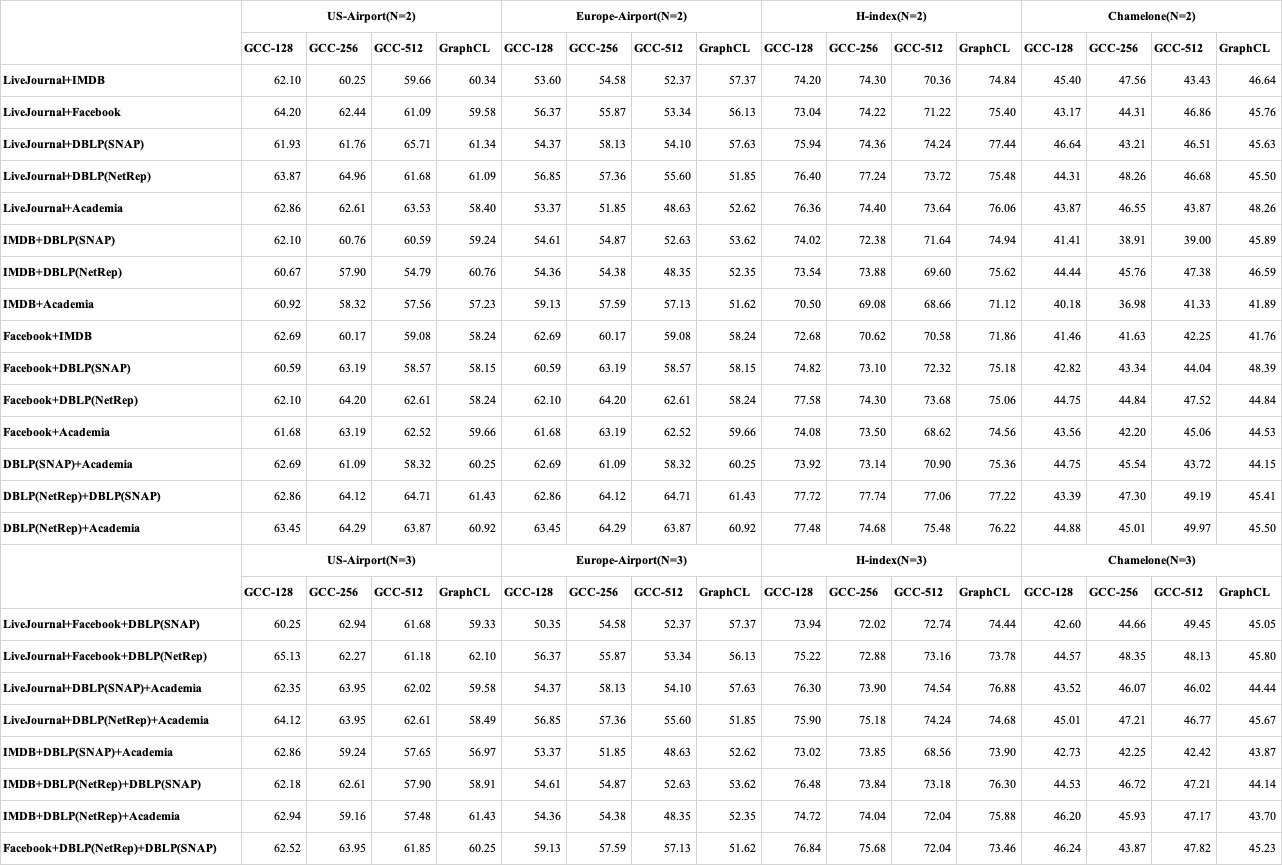 US-Airport(N=2) Europe-Airport(N=2) H-index(N=2) Chamelone(N=2)
GCC-128 GCC-256 GCC-512 GraphCL GCC-128 GCC-256 GCC-512 GraphCL GCC-128 GCC-256 GCC-512 GraphCL GCC-128 GCC-256 GCC-512 GraphCL
LiveJournal+IMDB 62.10 60.25 59.66 60.34 53.60 54.58 52.37 57.37 74.20 74.30 70.36 74.84 45.40 47.56 43.43 46.64
LiveJournal+Facebook 64.20 62.44 61.09 59.58 56.37 55.87 53.34 56.13 73.04 74.22 71.22 75.40 43.17 44.31 46.86 45.76
LiveJournal+DBLP(SNAP) 61.93 61.76 65.71 61.34 54.37 58.13 54.10 57.63 75.94 74.36 74.24 77.44 46.64 43.21 46.51 45.63
LiveJournal+DBLP(NetRep) 63.87 64.96 61.68 61.09 56.85 57.36 55.60 51.85 76.40 77.24 73.72 75.48 44.31 48.26 46.68 45.50
LiveJournal+Academia 62.86 62.61 63.53 58.40 53.37 51.85 48.63 52.62 76.36 74.40 73.64 76.06 43.87 46.55 43.87 48.26
IMDB+DBLP(SNAP) 62.10 60.76 60.59 59.24 54.61 54.87 52.63 53.62 74.02 72.38 71.64 74.94 41.41 38.91 39.00 45.89
IMDB+DBLP(NetRep) 60.67 57.90 54.79 60.76 54.36 54.38 48.35 52.35 73.54 73.88 69.60 75.62 44.44 45.76 47.38 46.59
IMDB+Academia 60.92 58.32 57.56 57.23 59.13 57.59 57.13 51.62 70.50 69.08 68.66 71.12 40.18 36.98 41.33 41.89
Facebook+IMDB 62.69 60.17 59.08 58.24 62.69 60.17 59.08 58.24 72.68 70.62 70.58 71.86 41.46 41.63 42.25 41.76
Facebook+DBLP(SNAP) 60.59 63.19 58.57 58.15 60.59 63.19 58.57 58.15 74.82 73.10 72.32 75.18 42.82 43.34 44.04 48.39
Facebook+DBLP(NetRep) 62.10 64.20 62.61 58.24 62.10 64.20 62.61 58.24 77.58 74.30 73.68 75.06 44.75 44.84 47.52 44.84
Facebook+Academia 61.68 63.19 62.52 59.66 61.68 63.19 62.52 59.66 74.08 73.50 68.62 74.56 43.56 42.20 45.06 44.53
DBLP(SNAP)+Academia 62.69 61.09 58.32 60.25 62.69 61.09 58.32 60.25 73.92 73.14 70.90 75.36 44.75 45.54 43.72 44.15
DBLP(NetRep)+DBLP(SNAP) 62.86 64.12 64.71 61.43 62.86 64.12 64.71 61.43 77.72 77.74 77.06 77.22 43.39 47.30 49.19 45.41
DBLP(NetRep)+Academia 63.45 64.29 63.87 60.92 63.45 64.29 63.87 60.92 77.48 74.68 75.48 76.22 44.88 45.01 49.97 45.50
US-Airport(N=3) Europe-Airport(N=3) H-index(N=3) Chamelone(N=3)
GCC-128 GCC-256 GCC-512 GraphCL GCC-128 GCC-256 GCC-512 GraphCL GCC-128 GCC-256 GCC-512 GraphCL GCC-128 GCC-256 GCC-512 GraphCL
LiveJournal+Facebook+DBLP(SNAP) 60.25 62.94 61.68 59.33 50.35 54.58 52.37 57.37 73.94 72.02 72.74 74.44 42.60 44.66 49.45 45.05
LiveJournal+Facebook+DBLP(NetRep) 65.13 62.27 61.18 62.10 56.37 55.87 53.34 56.13 75.22 72.88 73.16 73.78 44.57 48.35 48.13 45.80
LiveJournal+DBLP(SNAP)+Academia 62.35 63.95 62.02 59.58 54.37 58.13 54.10 57.63 76.30 73.90 74.54 76.88 43.52 46.07 46.02 44.44
LiveJournal+DBLP(NetRep)+Academia 64.12 63.95 62.61 58.49 56.85 57.36 55.60 51.85 75.90 75.18 74.24 74.68 45.01 47.21 46.77 45.67
IMDB+DBLP(SNAP)+Academia 62.86 59.24 57.65 56.97 53.37 51.85 48.63 52.62 73.02 73.85 68.56 73.90 42.73 42.25 42.42 43.87
IMDB+DBLP(NetRep)+DBLP(SNAP) 62.18 62.61 57.90 58.91 54.61 54.87 52.63 53.62 76.48 73.84 73.18 76.30 44.53 46.72 47.21 44.14
IMDB+DBLP(NetRep)+Academia 62.94 59.16 57.48 61.43 54.36 54.38 48.35 52.35 74.72 74.04 72.04 75.88 46.20 45.93 47.17 43.70
Facebook+DBLP(NetRep)+DBLP(SNAP) 62.52 63.95 61.85 60.25 59.13 57.59 57.13 51.62 76.84 75.68 72.04 73.46 46.24 43.87 47.82 45.23